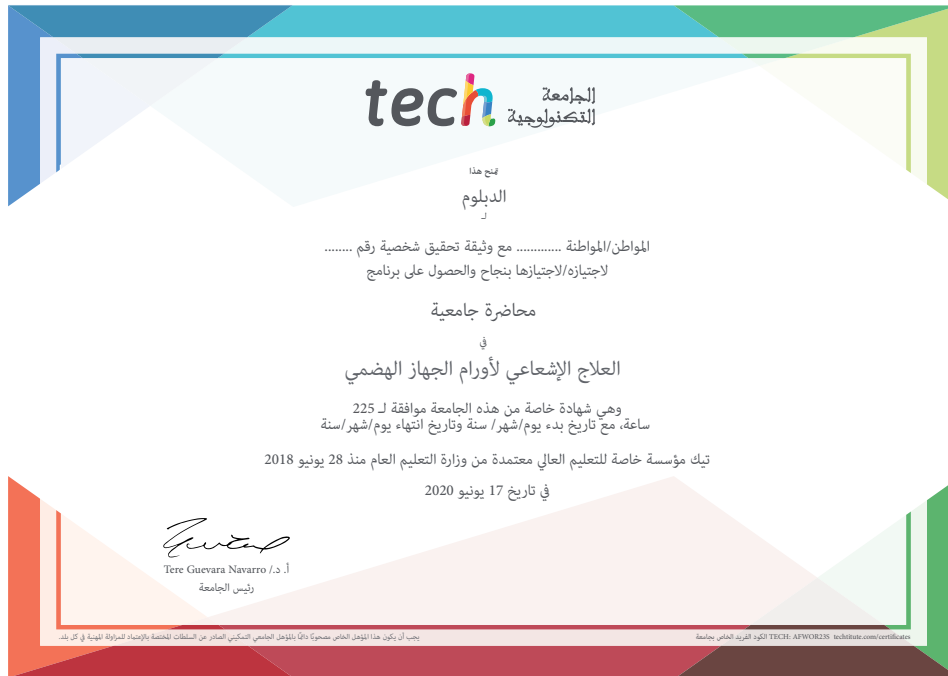 tech الجامعة
التكنولوجية
تمنح هذا
الدبلوم
لـ
المواطن/المواطنة ............. مع وثيقة تحقيق شخصية رقم ........
لاجتيازه/لاجتيازها بنجاح والحصول على برنامج
محاضرة جامعية
في
العلاج الإشعاعي لأورام الجهاز الهضمي
وهي شهادة خاصة من هذه الجامعة موافقة لـ 225
ساعة، مع تاريخ بدء يوم/شهر/ سنة وتاريخ انتهاء يوم/شهر/سنة
تيك مؤسسة خاصة للتعليم العالي معتمدة من وزارة التعليم العام منذ 28 يونيو 2018
في تاريخ 17 يونيو 2020
أ. د./ Tere Guevara Navarro
رئيس الجامعة
يجب أن يكون هذا المؤهل الخاص مصحوبًا دائمًا بالمؤهل الجامعي التمكيني الصادر عن السلطات المختصة بالإعتماد للمزاولة المهنية في كل بلد.
الكود الفريد الخاص بجامعة TECH: AFWOR23S techtitute.com/certificates